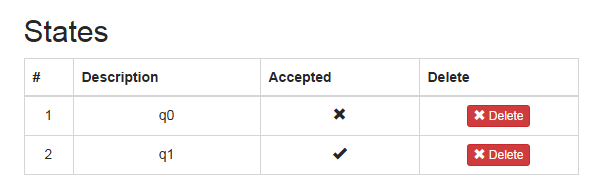 States
# Description Accepted Delete
1 q0 ✖ ✖ Delete
2 q1 ✔ ✖ Delete